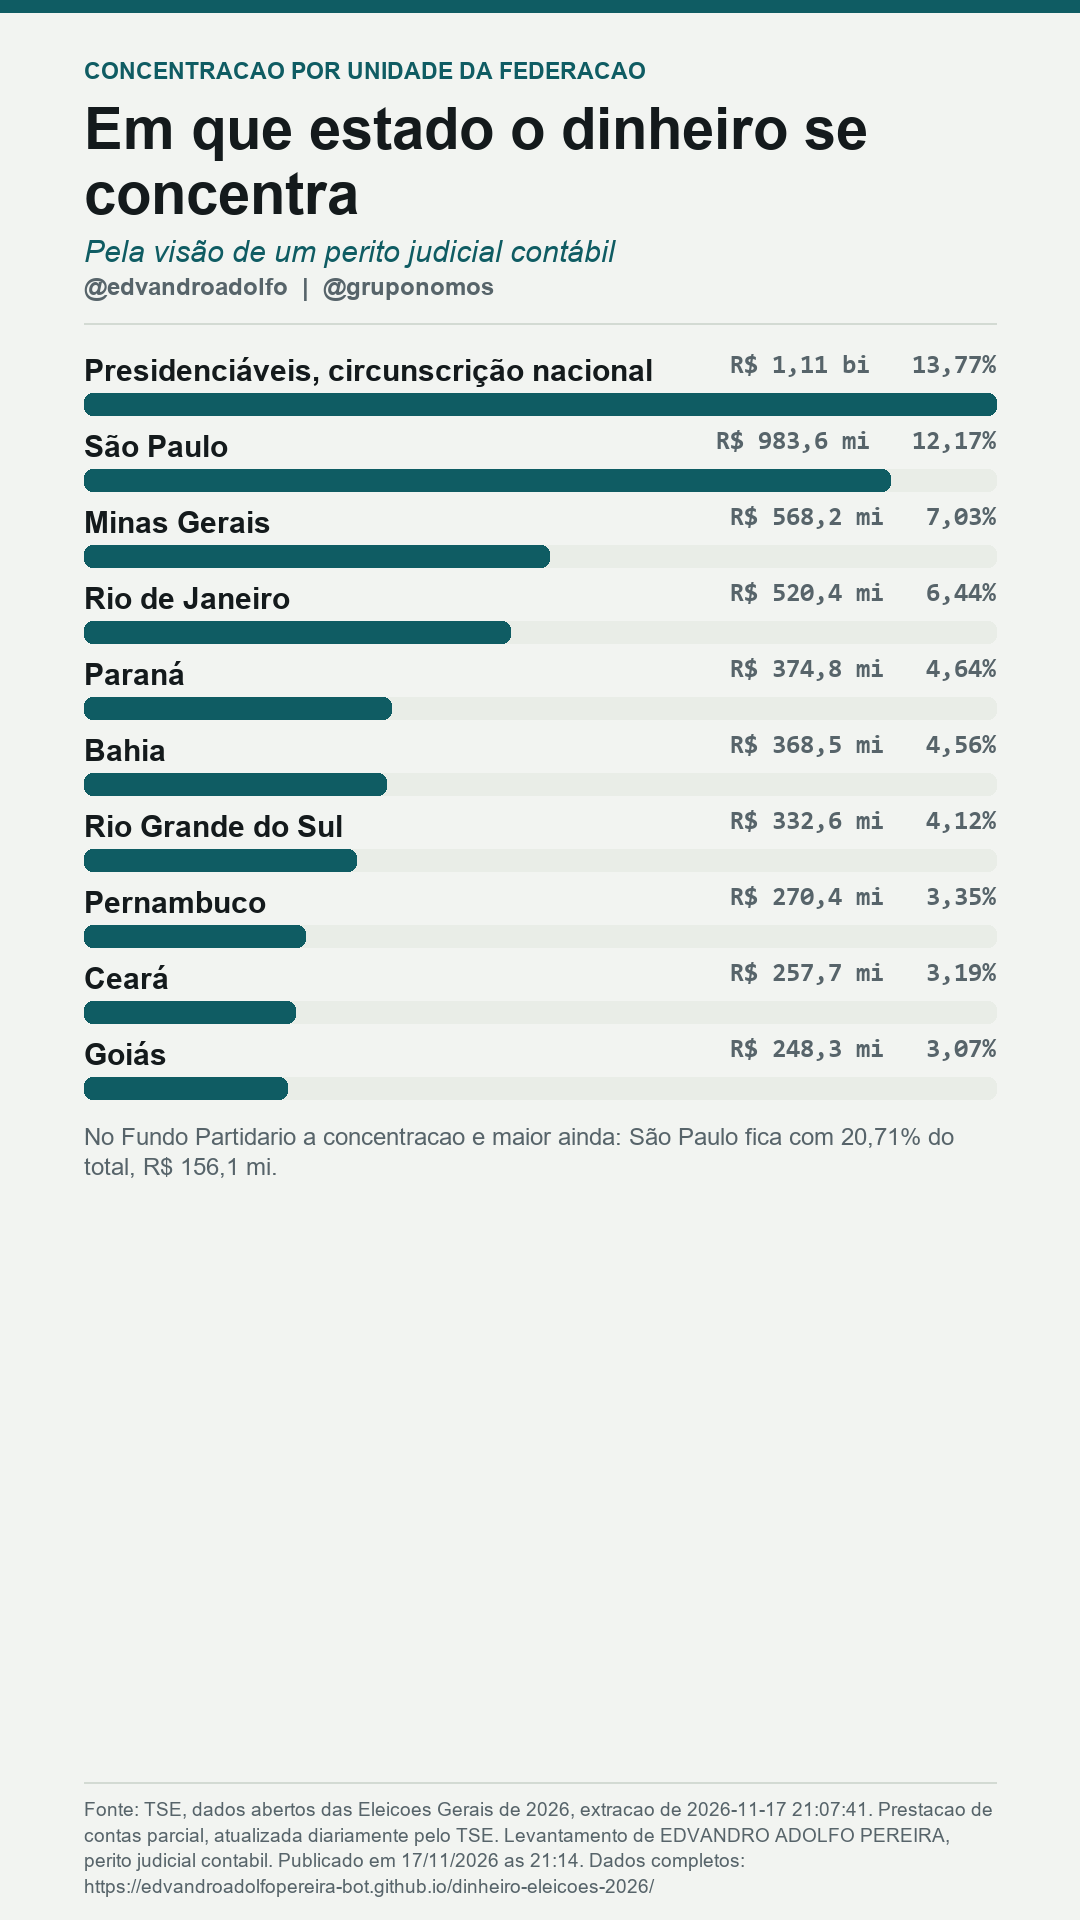 CONCENTRACAO POR UNIDADE DA FEDERACAO
Em que estado o dinheiro se
concentra
Pela visão de um perito judicial contábil
@edvandroadolfo | @gruponomos
Presidenciáveis, circunscrição nacional R$ 1,11 bi 13,77%
São Paulo R$ 983,6 mi 12,17%
Minas Gerais R$ 568,2 mi 7,03%
Rio de Janeiro R$ 520,4 mi 6,44%
Paraná R$ 374,8 mi 4,64%
Bahia R$ 368,5 mi 4,56%
Rio Grande do Sul R$ 332,6 mi 4,12%
Pernambuco R$ 270,4 mi 3,35%
Ceará R$ 257,7 mi 3,19%
Goiás R$ 248,3 mi 3,07%
No Fundo Partidario a concentracao e maior ainda: São Paulo fica com 20,71% do
total, R$ 156,1 mi.
Fonte: TSE, dados abertos das Eleicoes Gerais de 2026, extracao de 2026-11-17 21:07:41. Prestacao de
contas parcial, atualizada diariamente pelo TSE. Levantamento de EDVANDRO ADOLFO PEREIRA,
perito judicial contabil. Publicado em 17/11/2026 as 21:14. Dados completos:
https://edvandroadolfopereira-bot.github.io/dinheiro-eleicoes-2026/